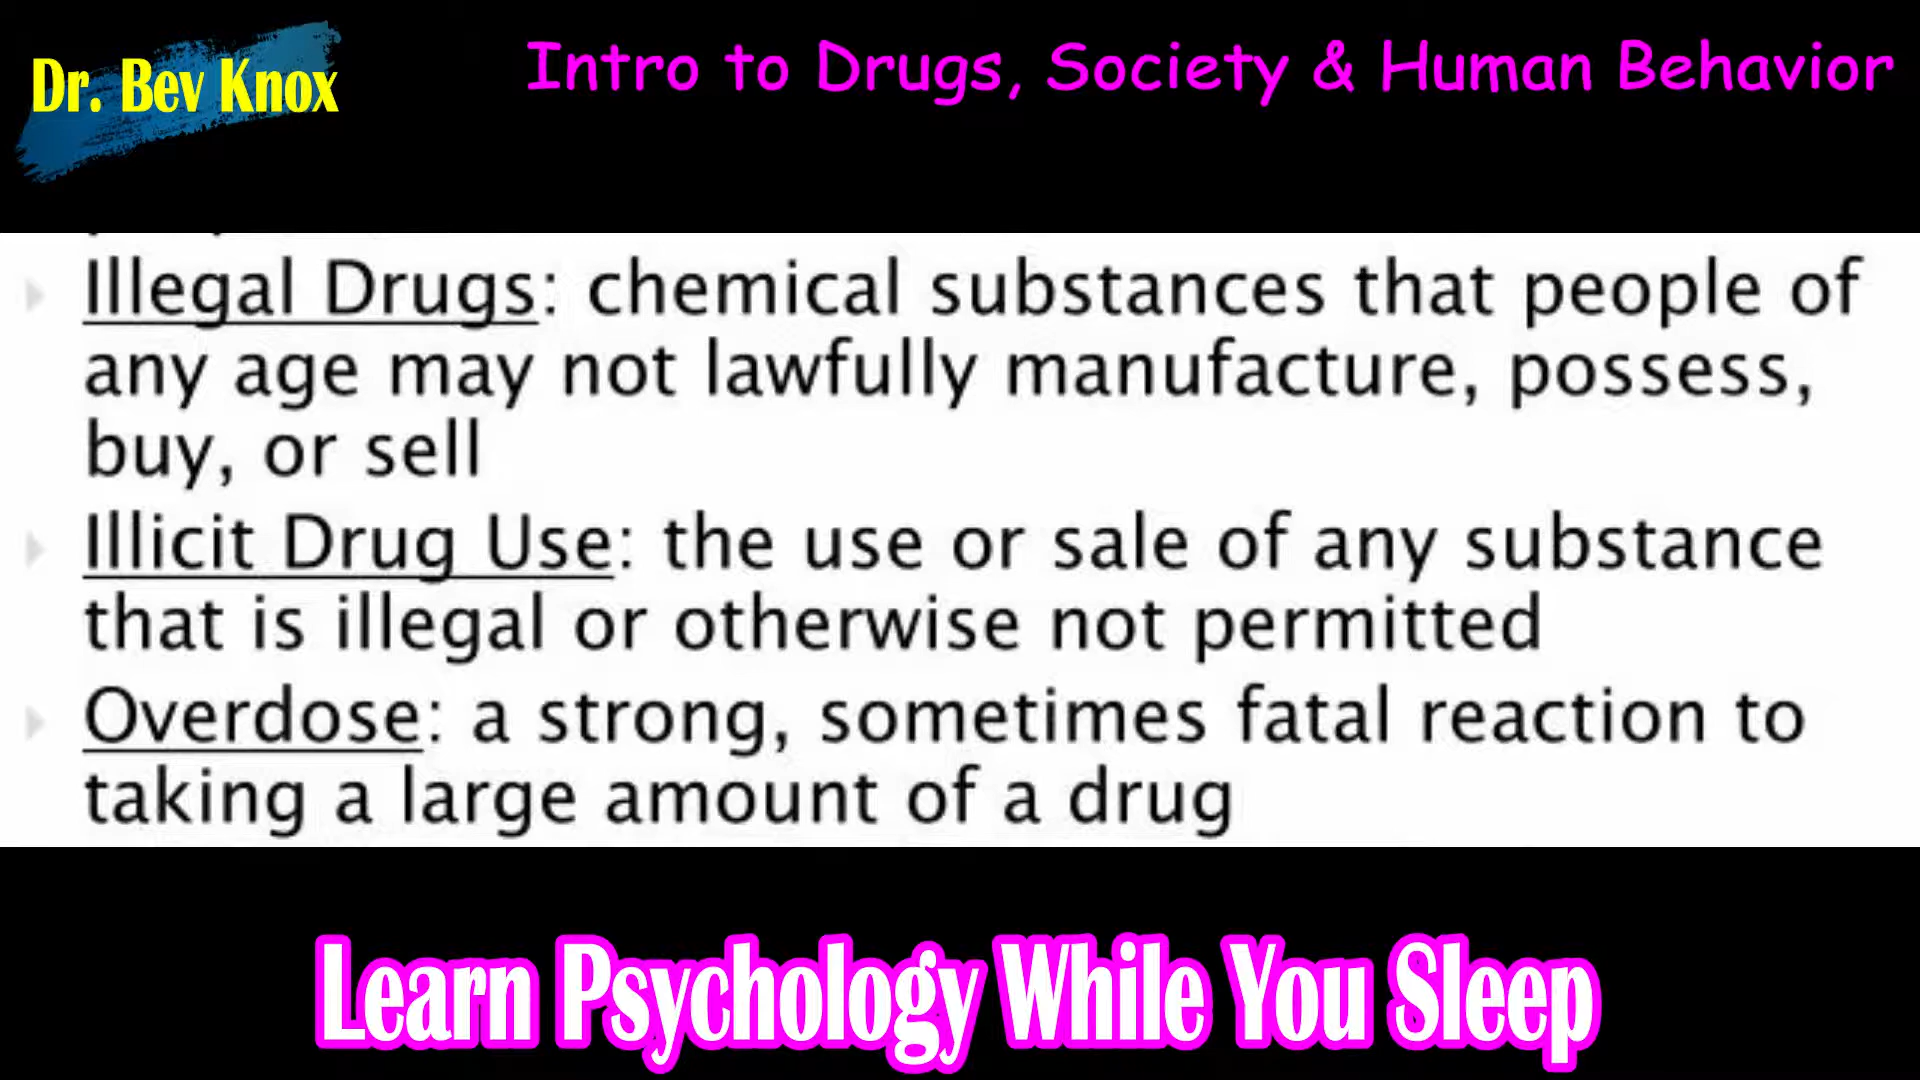 Dr. Bev Knox
Intro to Drugs, Society & Human Behavior
Illegal Drugs: chemical substances that people of
any age may not lawfully manufacture, possess,
buy, or sell
Illicit Drug Use: the use or sale of any substance
that is illegal or otherwise not permitted
Overdose: a strong, sometimes fatal reaction to
taking a large amount of a drug
Learn Psychology While You Sleep